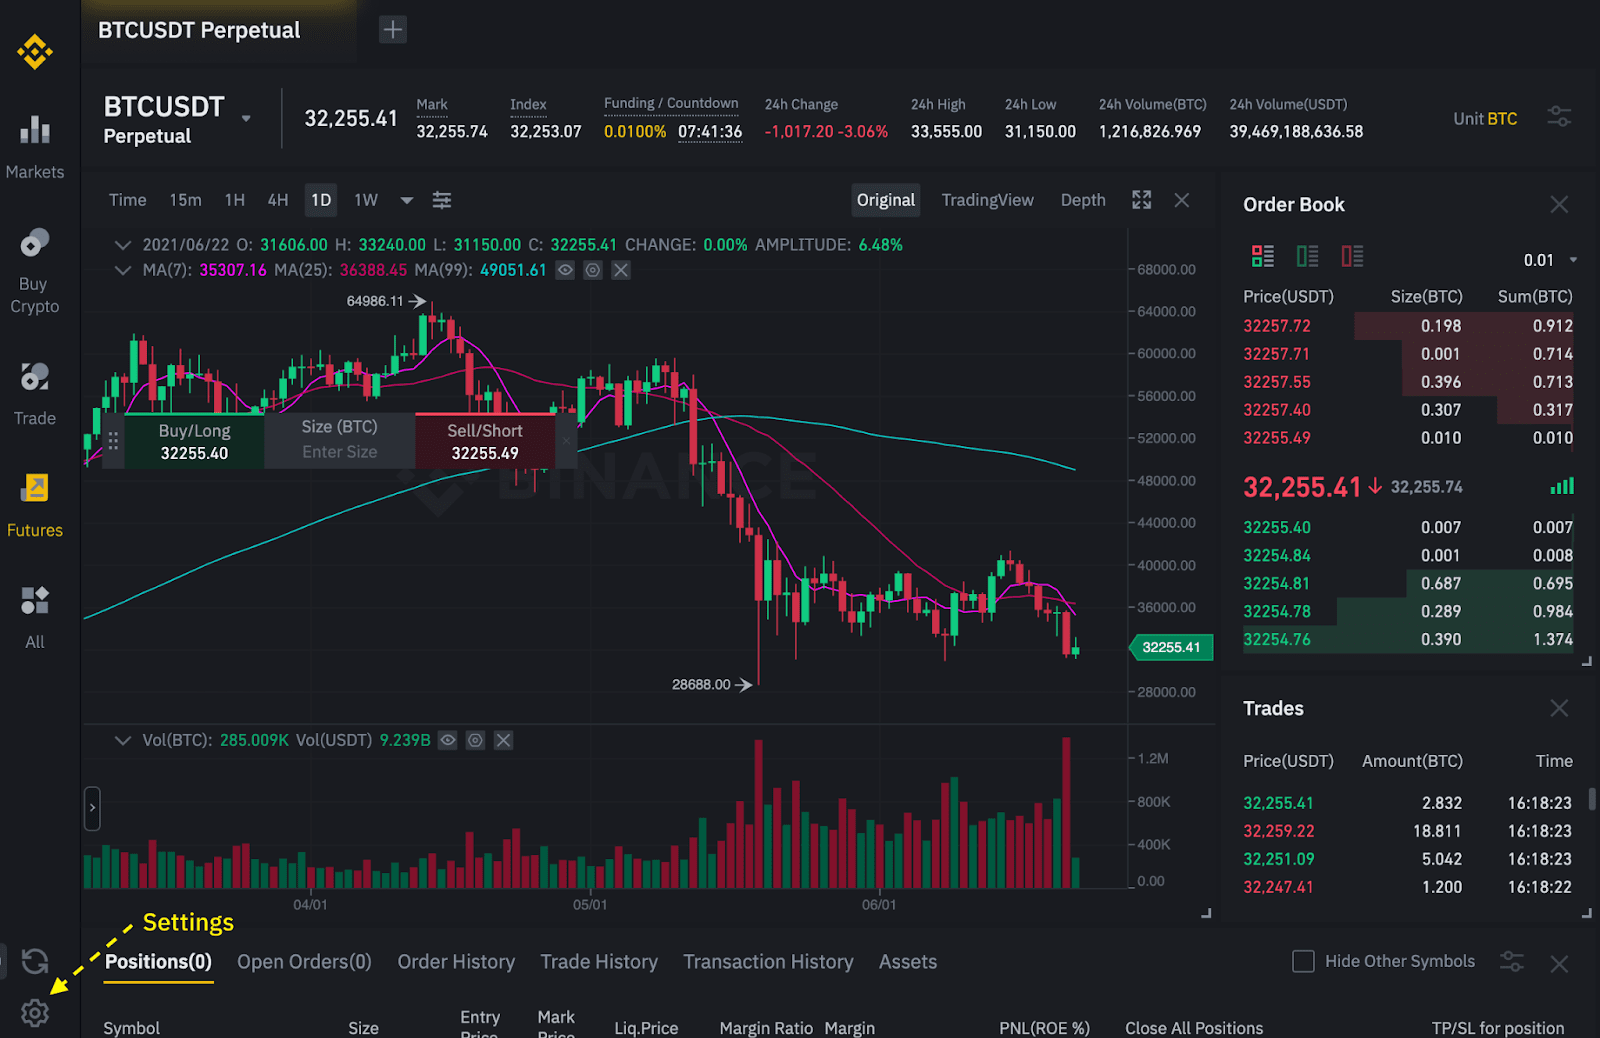 BTCUSDT Perpetual
BTCUSDT
Perpetual
32,255.41
Mark
32,255.74
Index
32,253.07
Funding / Countdown
0.0100% 07:41:36
24h Change
-1,017.20 -3.06%
24h High
33,555.00
24h Low
31,150.00
24h Volume(BTC)
1,216,826.969
24h Volume(USDT)
39,469,188,636.58
Unit BTC
Markets
Buy
Crypto
Trade
Futures
All
Time 15m 1H 4H 1D 1W
Original TradingView Depth
2021/06/22 O: 31606.00 H: 33240.00 L: 31150.00 C: 32255.41 CHANGE: 0.00% AMPLITUDE: 6.48%
MA(7): 35307.16 MA(25): 36388.45 MA(99): 49051.61
64986.11
68000.00
64000.00
60000.00
56000.00
52000.00
48000.00
44000.00
40000.00
36000.00
32255.41
28000.00
Buy/Long
32255.40
Size (BTC)
Enter Size
Sell/Short
32255.49
BINANCE
28688.00
Vol(BTC): 285.009K Vol(USDT) 9.239B
1.2M
800K
400K
0.00
04/01 05/01 06/01
Order Book
0.01
Price(USDT) Size(BTC) Sum(BTC)
32257.72 0.198 0.912
32257.71 0.001 0.714
32257.55 0.396 0.713
32257.40 0.307 0.317
32255.49 0.010 0.010
32,255.41 32,255.74
32255.40 0.007 0.007
32254.84 0.001 0.008
32254.81 0.687 0.695
32254.78 0.289 0.984
32254.76 0.390 1.374
Trades
Price(USDT) Amount(BTC) Time
32,255.41 2.832 16:18:23
32,259.22 18.811 16:18:23
32,251.09 5.042 16:18:23
32,247.41 1.200 16:18:22
Settings
Positions(0) Open Orders(0) Order History Trade History Transaction History Assets
Hide Other Symbols
Symbol
Size
Entry
Price
Mark
Price
Liq.Price
Margin Ratio
Margin
PNL(ROE %)
Close All Positions
TP/SL for position